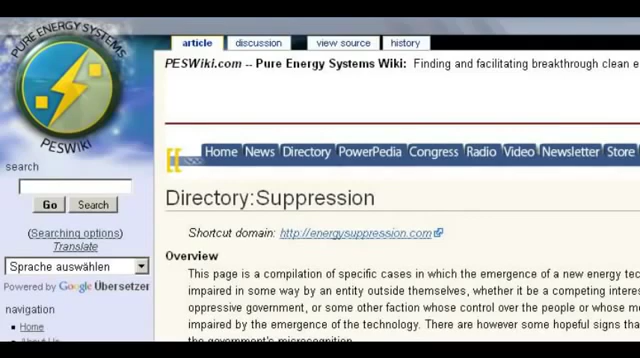 PURE ENERGY SYSTEMS
PESWIKI
article discussion view source history
PESWiki.com -- Pure Energy Systems Wiki: Finding and facilitating breakthrough clean e
Home News Directory PowerPedia Congress Radio Video Newsletter Store
search
Go Search
(Searching options)
Translate
Sprache auswählen
Powered by Google Übersetzer
navigation
Home
About Us
Directory:Suppression
Shortcut domain: http://energysuppression.com
Overview
This page is a compilation of specific cases in which the emergence of a new energy tec
impaired in some way by an entity outside themselves, whether it be a competing interes
oppressive government, or some other faction whose control over the people or whose m
impaired by the emergence of the technology. There are however some hopeful signs tha
the government's